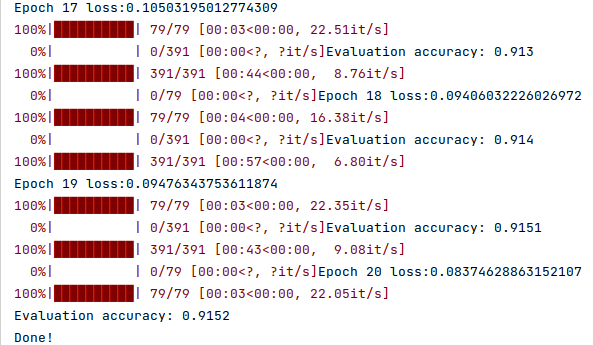 Epoch 17 loss:0.10503195012774309
100%|██████████| 79/79 [00:03<00:00, 22.51it/s]
0%|          | 0/391 [00:00<?, ?it/s]Evaluation accuracy: 0.913
100%|██████████| 391/391 [00:44<00:00,  8.76it/s]
0%|          | 0/79 [00:00<?, ?it/s]Epoch 18 loss:0.09406032226026972
100%|██████████| 79/79 [00:04<00:00, 16.38it/s]
0%|          | 0/391 [00:00<?, ?it/s]Evaluation accuracy: 0.914
100%|██████████| 391/391 [00:57<00:00,  6.80it/s]
Epoch 19 loss:0.09476343753611874
100%|██████████| 79/79 [00:03<00:00, 22.35it/s]
0%|          | 0/391 [00:00<?, ?it/s]Evaluation accuracy: 0.9151
100%|██████████| 391/391 [00:43<00:00,  9.08it/s]
0%|          | 0/79 [00:00<?, ?it/s]Epoch 20 loss:0.08374628863152107
100%|██████████| 79/79 [00:03<00:00, 22.05it/s]
Evaluation accuracy: 0.9152
Done!